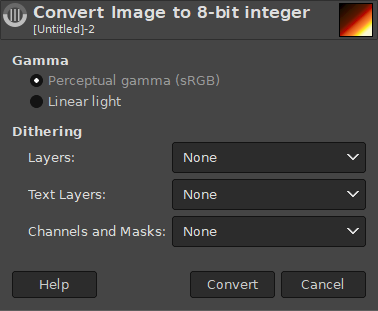 Convert Image to 8-bit integer
[Untitled]-2
Gamma
Perceptual gamma (sRGB)
Linear light
Dithering
Layers: None
Text Layers: None
Channels and Masks: None
Help Convert Cancel